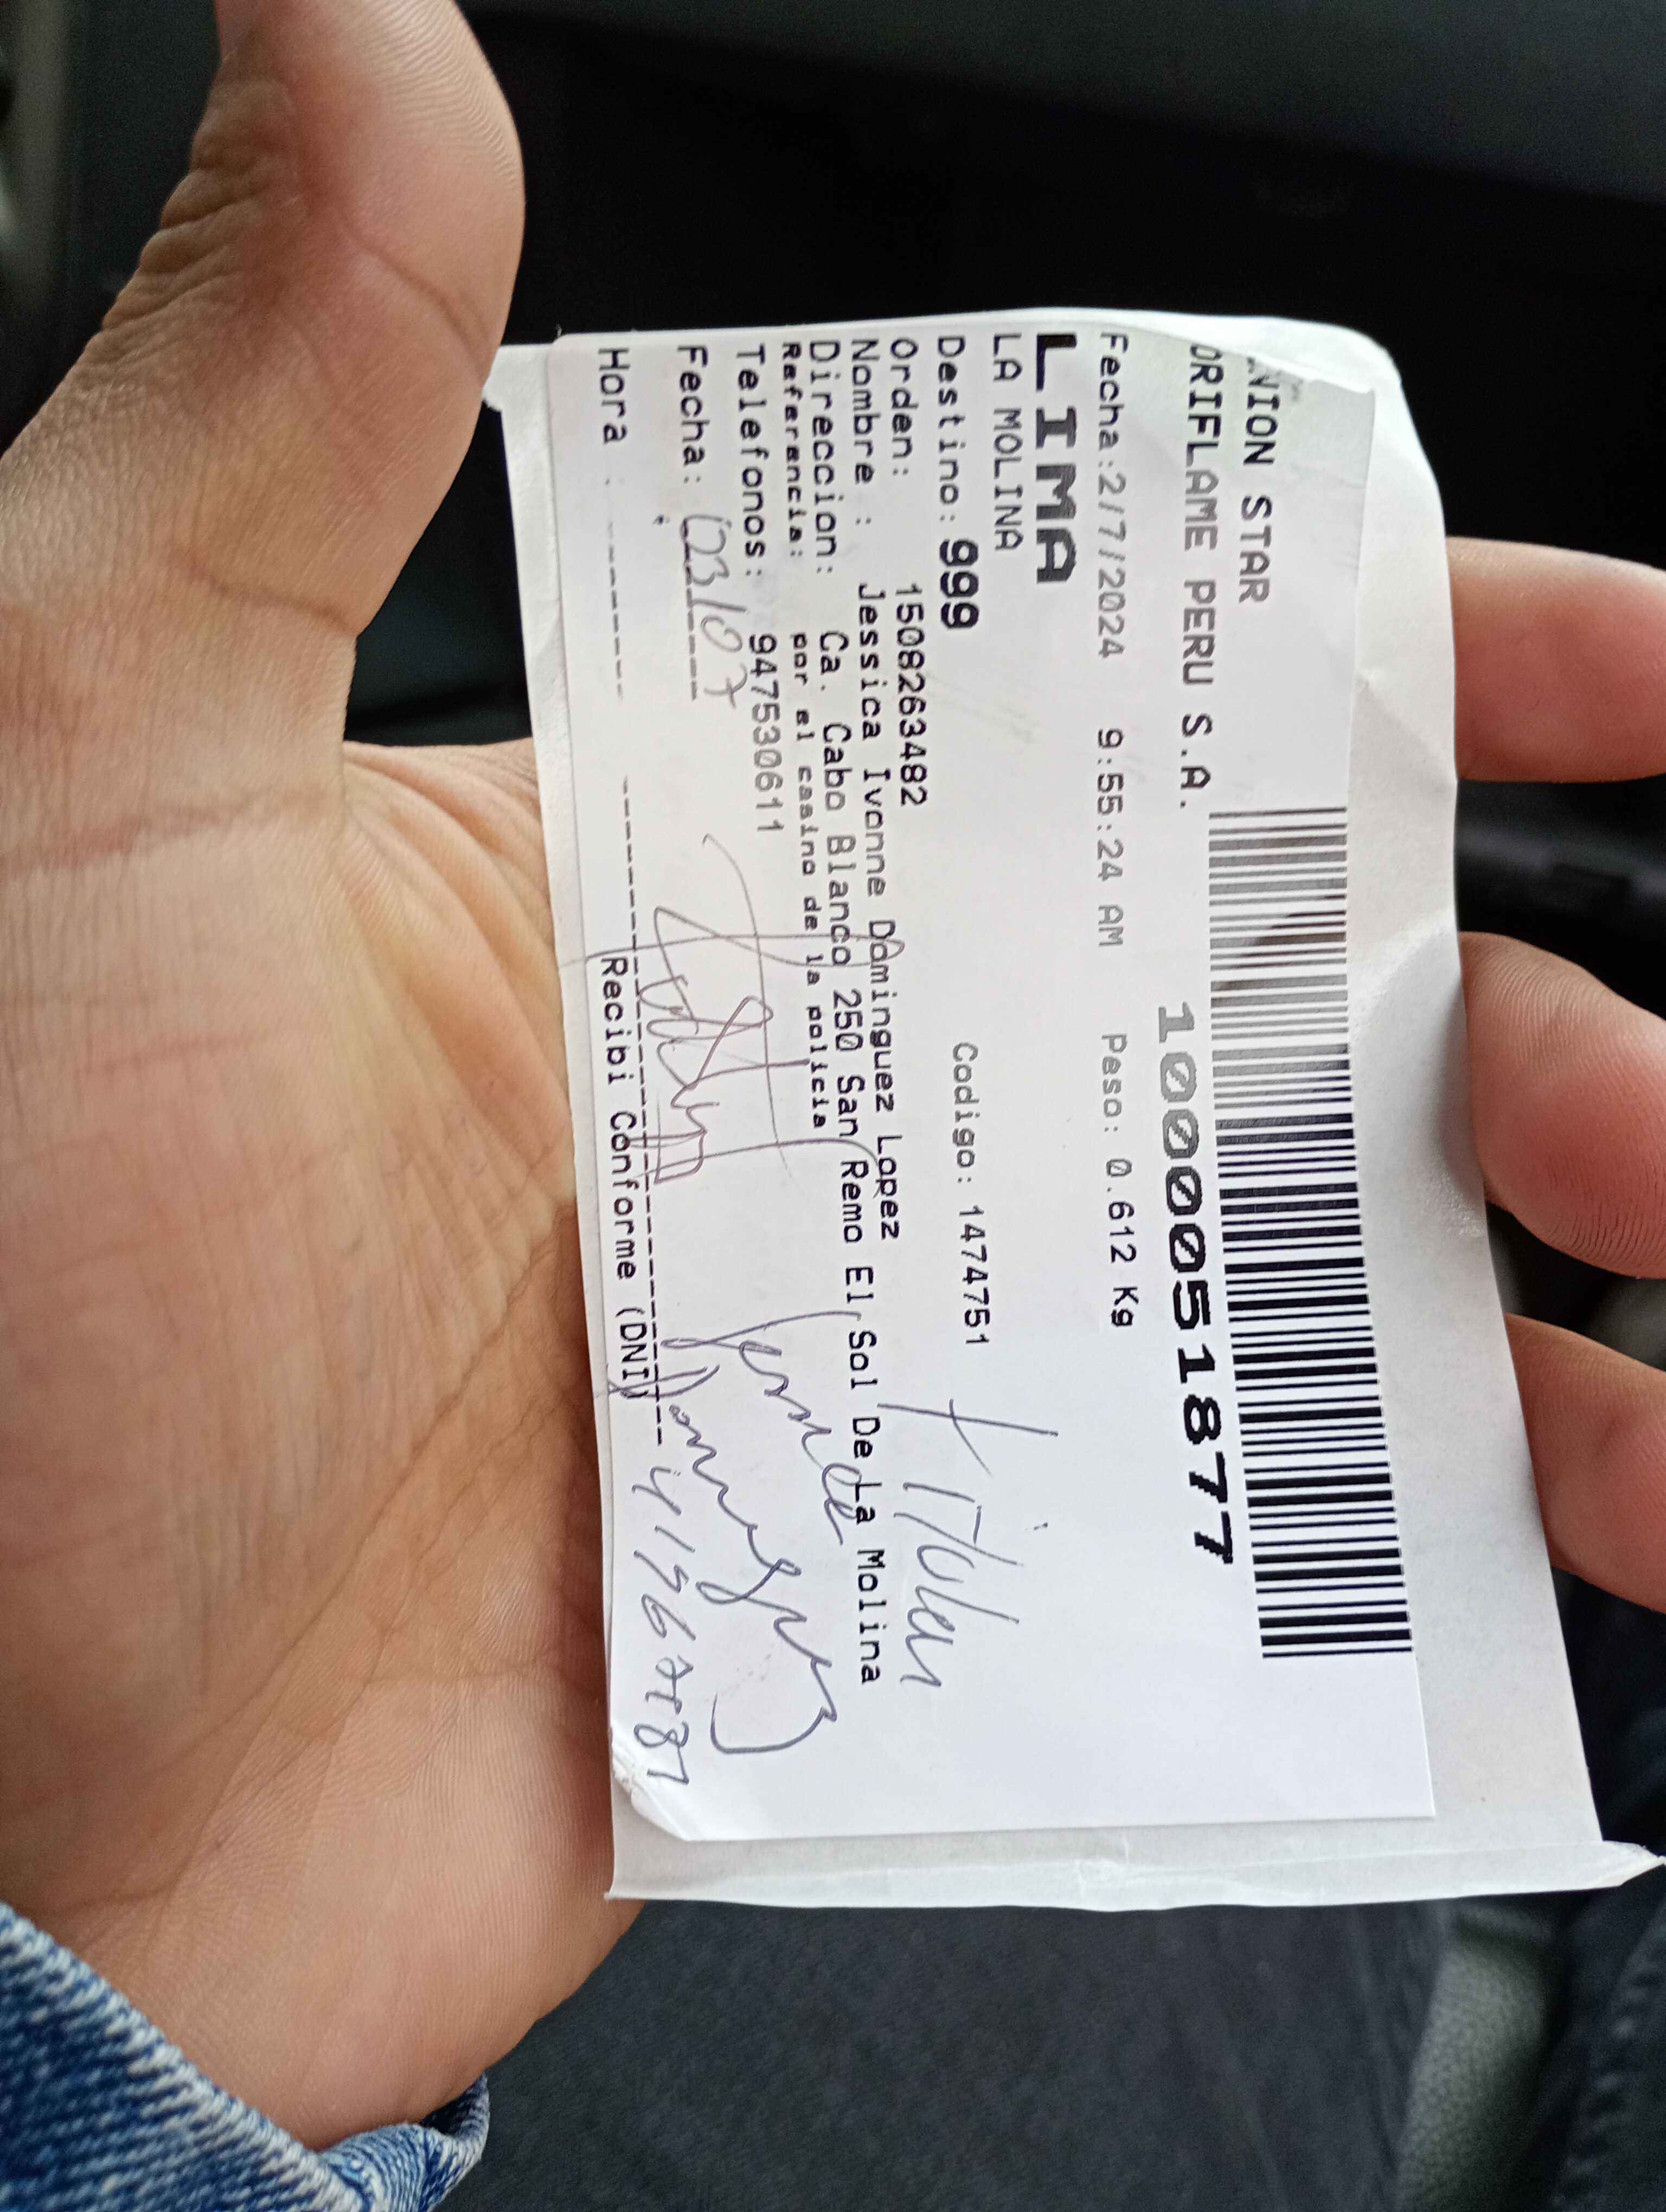 UNION STAR
ORIFLAME PERU S.A.
1000051877
Fecha:2/7/2024 9:55:24 AM Peso: 0.612 Kg
LIMA
LA MOLINA
Destino: 999 Codigo: 1474751
Orden: 1508263482
Nombre : Jessica Ivonne Dominguez Lopez
Titular
Direccion: Ca. Cabo Blanco 250 San Remo El Sol De La Molina
Referencia: por el casino de la policia
Telefonos: 947530611
Fecha: 03/07
Hora :
Recibi Conforme (DNI)